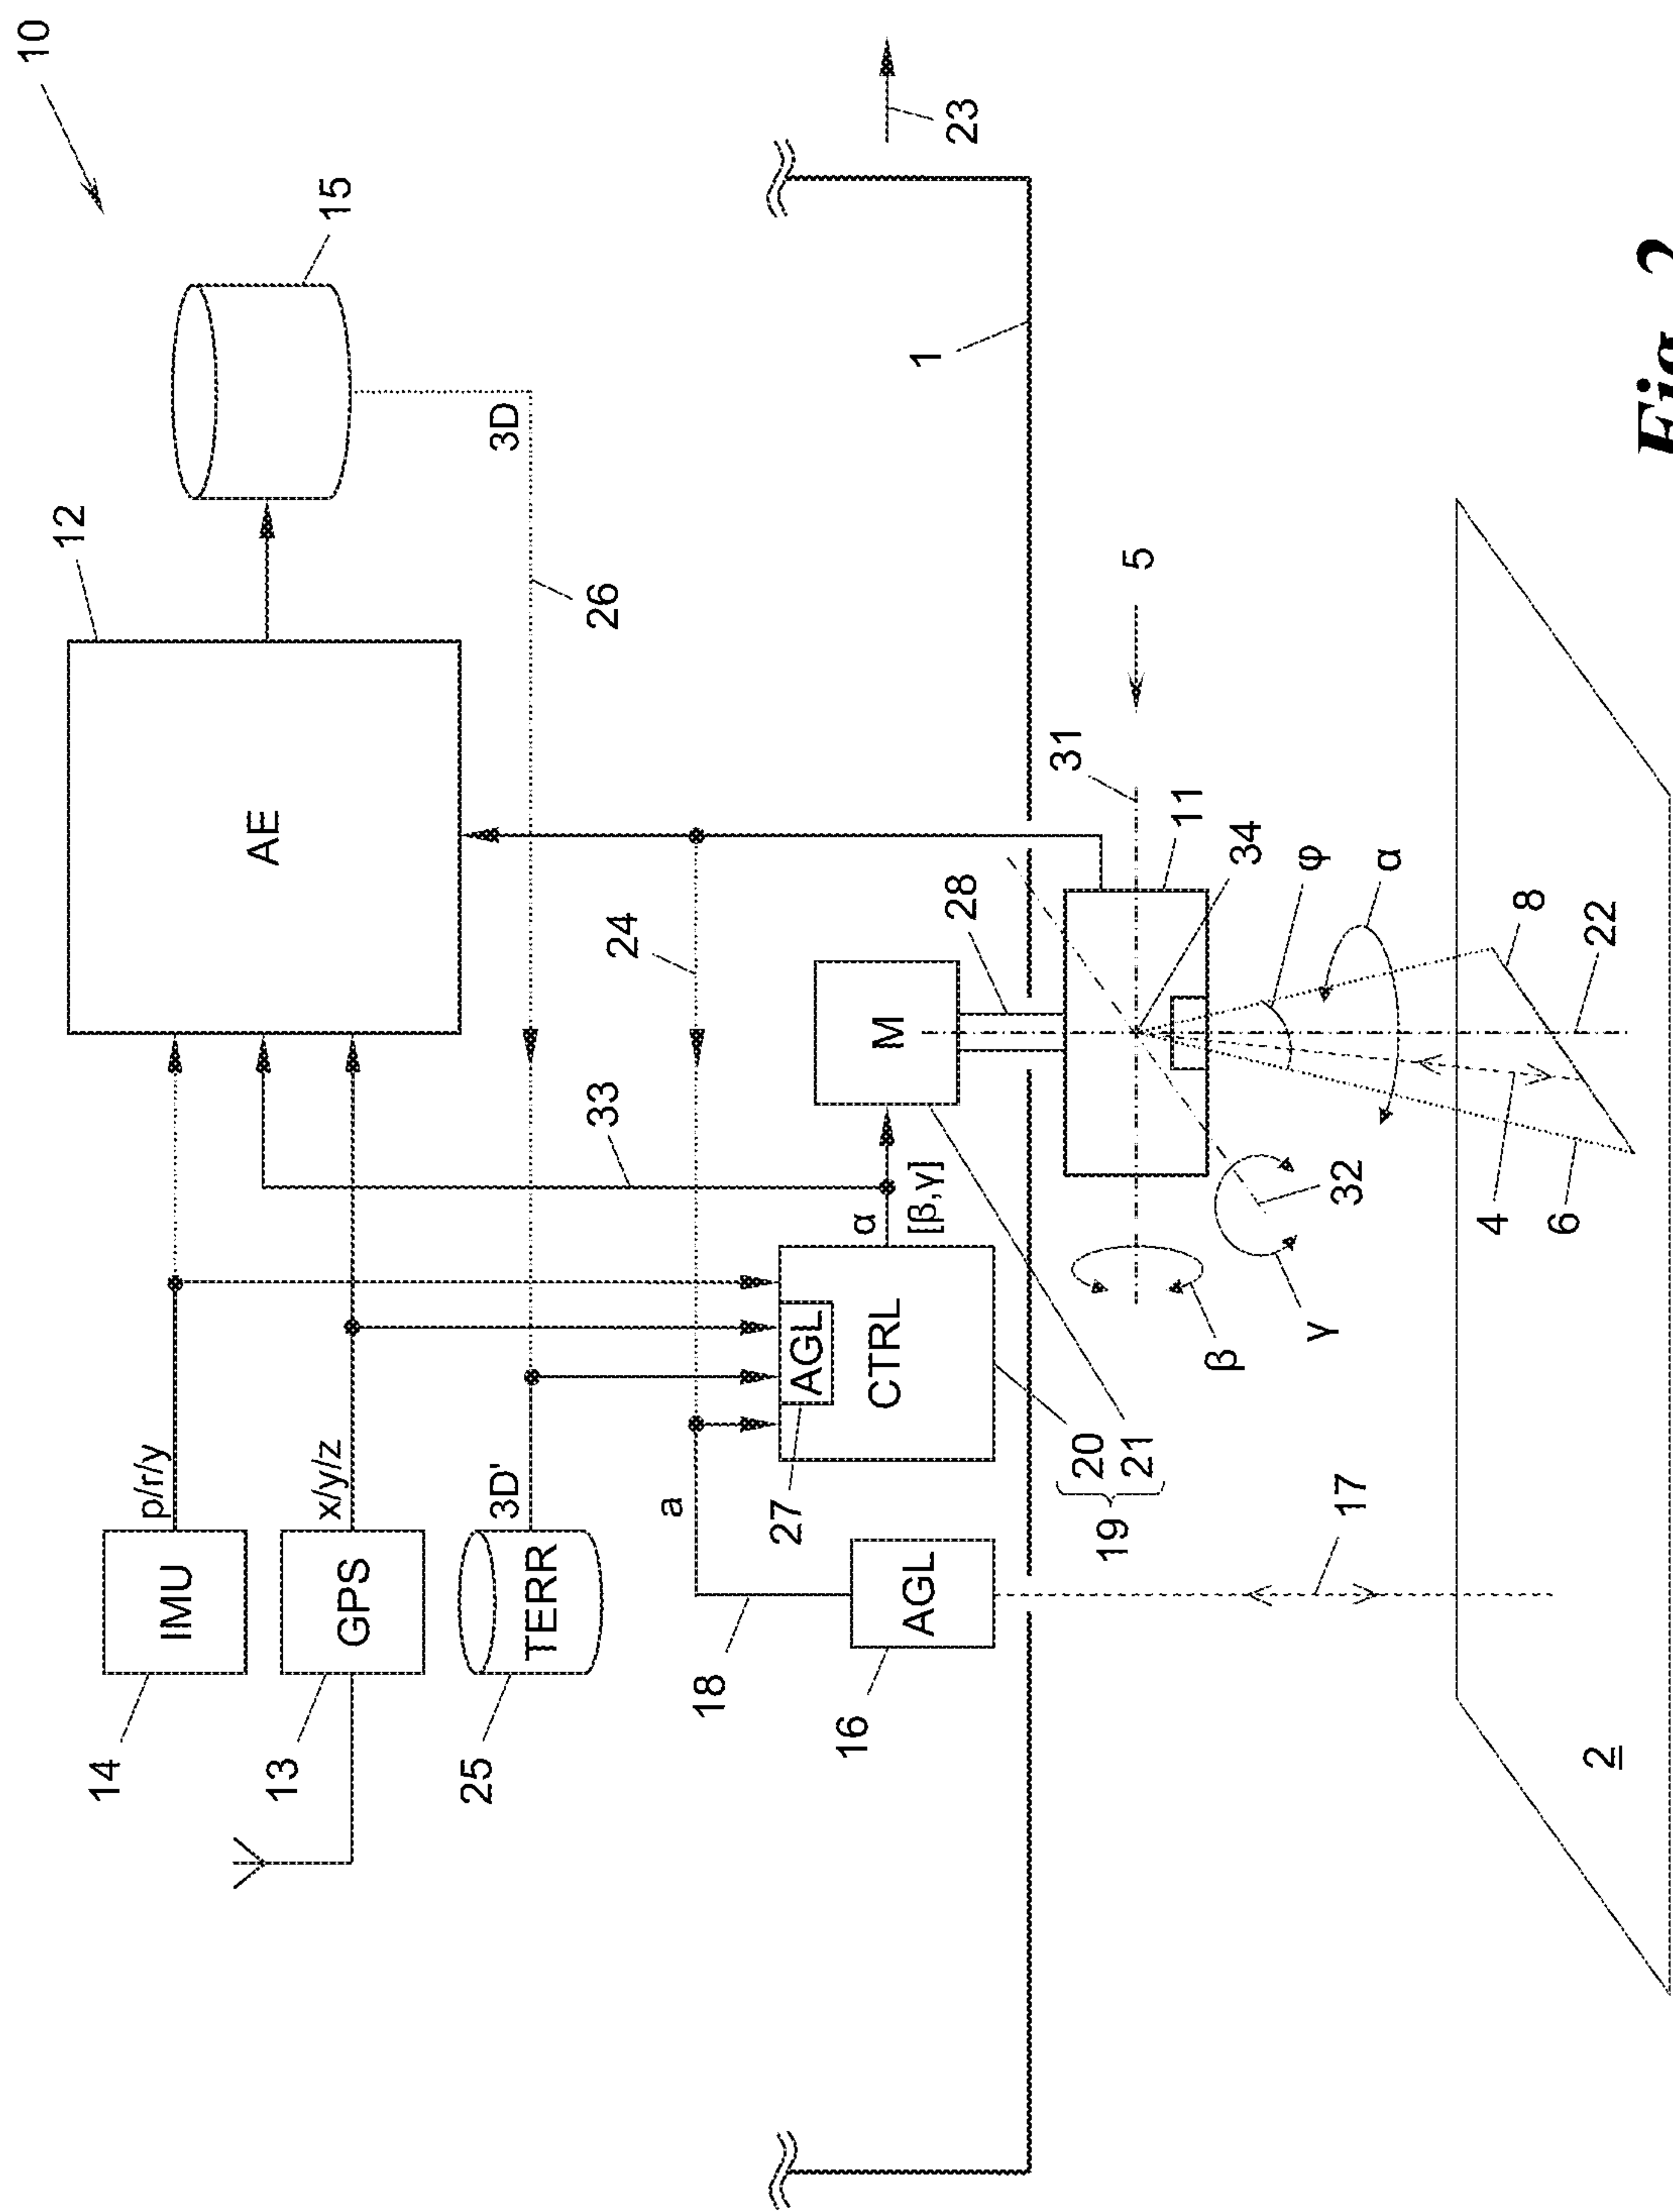 10
14
IMU
p/r/y
12
AE
15
13
GPS
x/y/z
25
TERR
3D'
3D
26
33
24
18
a
16
AGL
27
AGL
CTRL
α
[β,γ]
M
28
1
23
19
20
21
5
31
11
34
φ
α
8
22
β
γ
32
4
6
17
2
Fig. 2